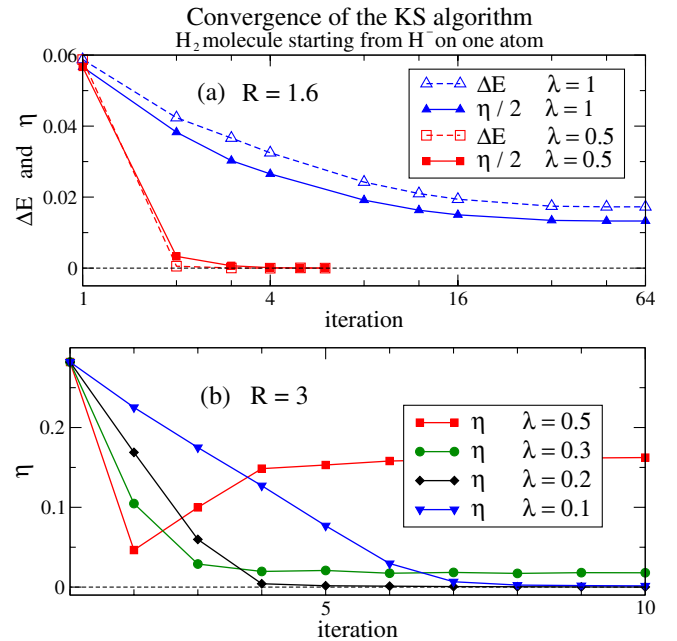 Convergence of the KS algorithm
H₂ molecule starting from H⁻ on one atom
0.06
0.04
0.02
0
ΔE and η
(a) R = 1.6
ΔE λ = 1
η / 2 λ = 1
ΔE λ = 0.5
η / 2 λ = 0.5
1 4 16 64
iteration
0.2
0.1
0
η
(b) R = 3
η λ = 0.5
η λ = 0.3
η λ = 0.2
η λ = 0.1
5 10
iteration